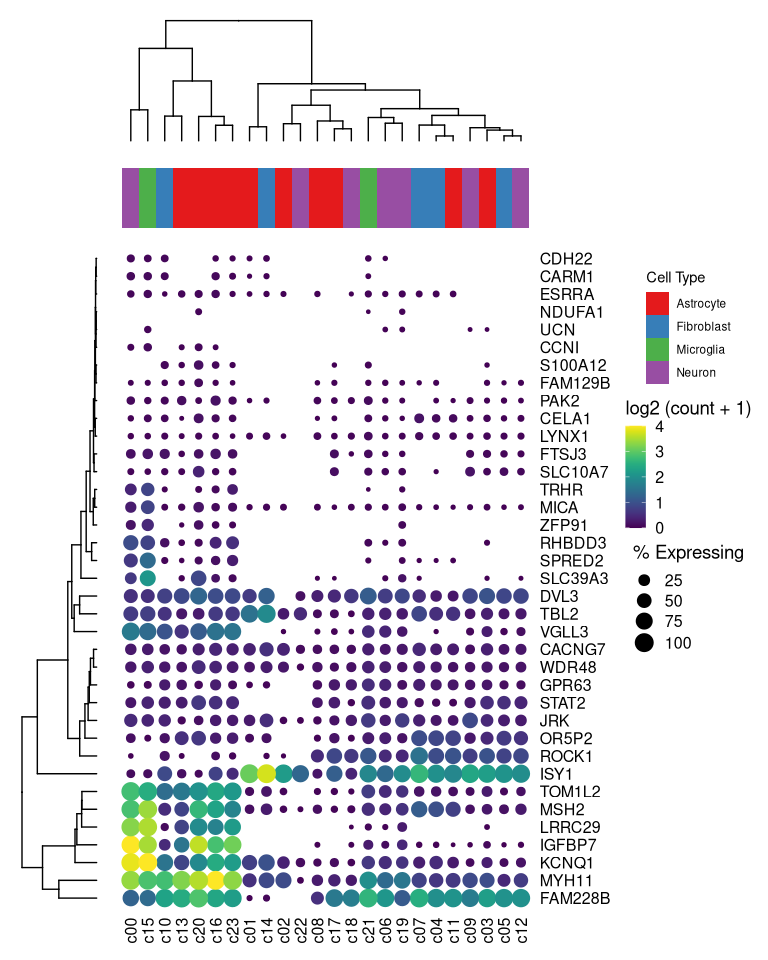 CDH22
CARM1
ESRRA
NDUFA1
UCN
CCNI
S100A12
FAM129B
PAK2
CELA1
LYNX1
FTSJ3
SLC10A7
TRHR
MICA
ZFP91
RHBDD3
SPRED2
SLC39A3
DVL3
TBL2
VGLL3
CACNG7
WDR48
GPR63
STAT2
JRK
OR5P2
ROCK1
ISY1
TOM1L2
MSH2
LRRC29
IGFBP7
KCNQ1
MYH11
FAM228B
c00 c15 c10 c13 c20 c16 c23 c01 c14 c02 c22 c08 c17 c18 c21 c06 c19 c07 c04 c11 c09 c03 c05 c12
Cell Type
Astrocyte
Fibroblast
Microglia
Neuron
log2 (count + 1)
4
3
2
1
0
% Expressing
25
50
75
100